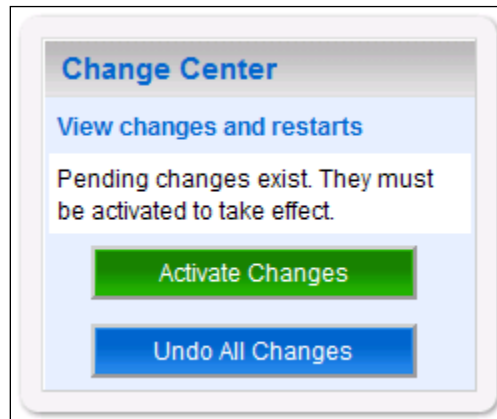 Change Center
View changes and restarts
Pending changes exist. They must
be activated to take effect.
Activate Changes
Undo All Changes